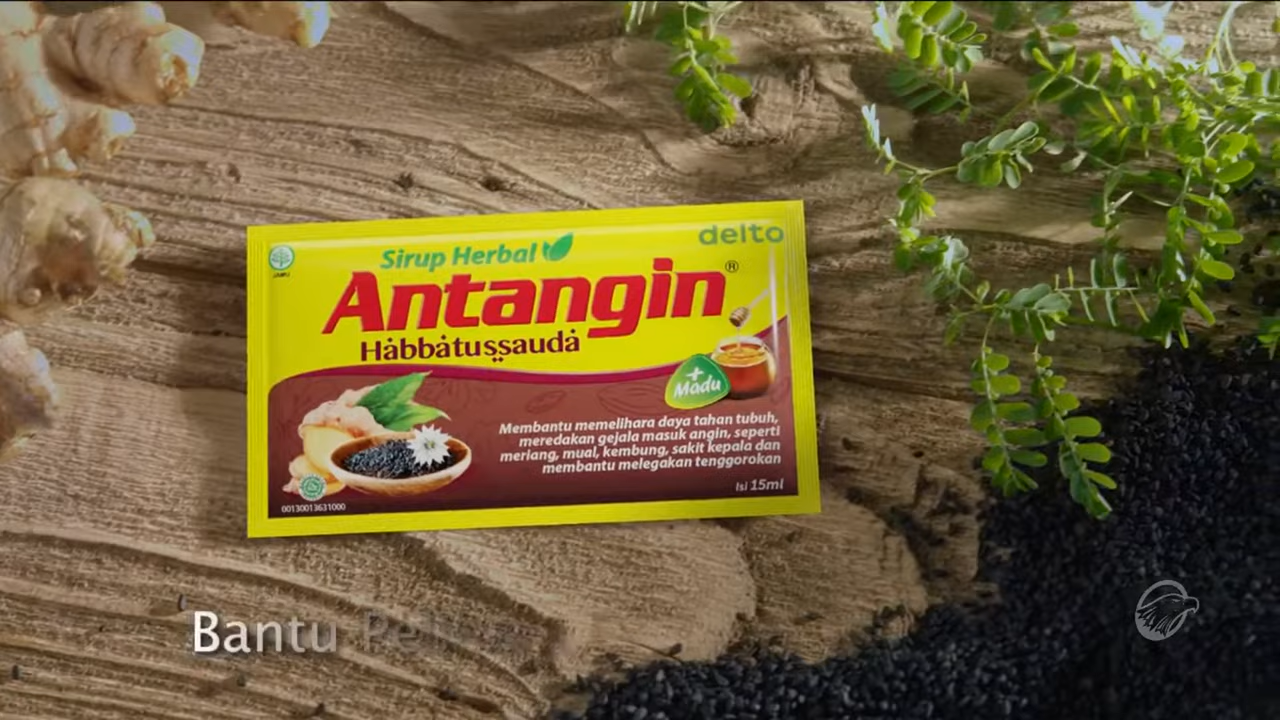 Sirup Herbal
delto
JAMU
Antangin®
Habbatussauda
+
Madu
Membantu memelihara daya tahan tubuh,
meredakan gejala masuk angin, seperti
meriang, mual, kembung, sakit kepala dan
membantu melegakan tenggorokan
Isi 15ml
00130013631000
Bantu